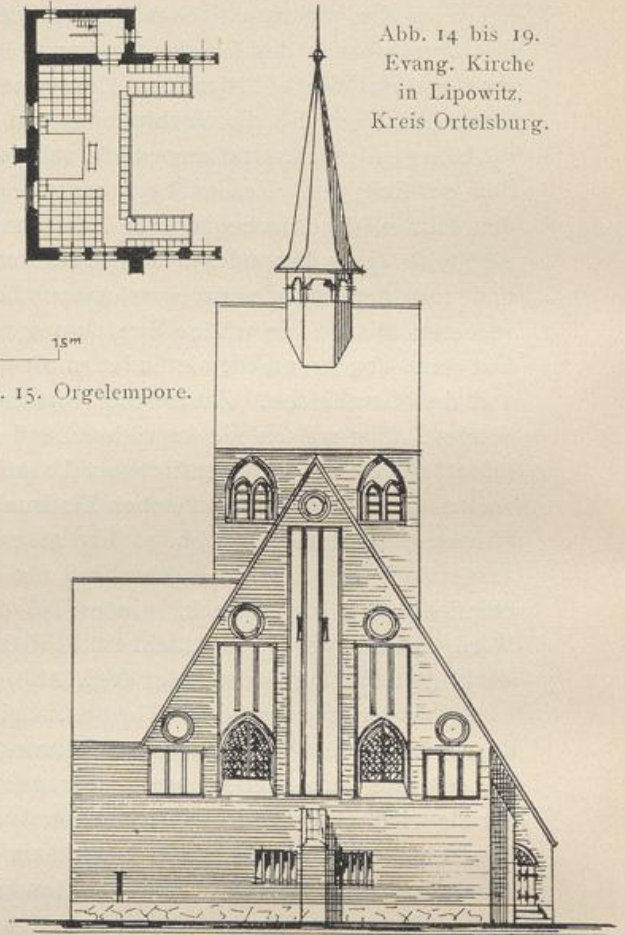 Abb. 14 bis 19.
Evang. Kirche
in Lipowitz.
Kreis Ortelsburg.
15m
. 15. Orgelempore.